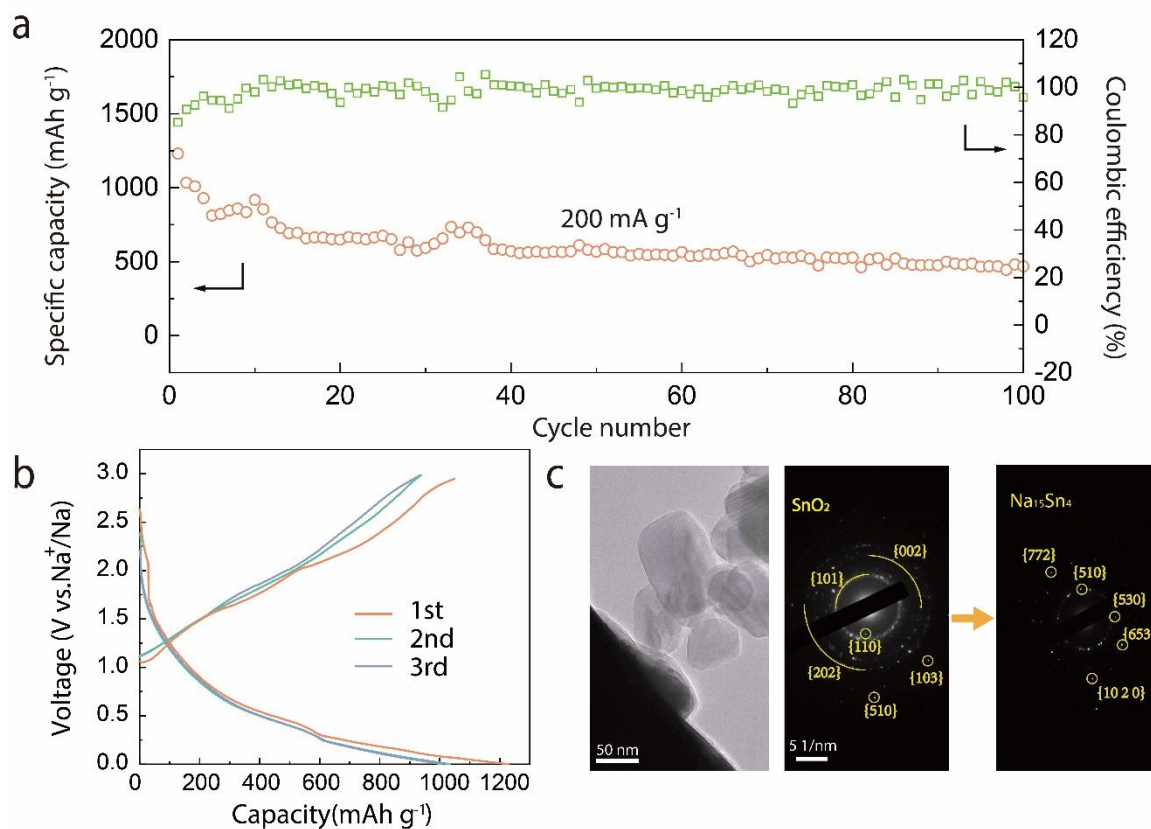 a
2000
1500
1000
500
0
Specific capacity (mAh g⁻¹)
120
100
80
60
40
20
0
-20
Coulombic efficiency (%)
200 mA g⁻¹
0
20
40
60
80
100
Cycle number
b
3.0
2.5
2.0
1.5
1.0
0.5
0.0
Voltage (V vs.Na⁺/Na)
1st
2nd
3rd
0
200
400
600
800
1000
1200
Capacity(mAh g⁻¹)
c
50 nm
SnO₂
{002}
{101}
{110}
{202}
{103}
{510}
5 1/nm
Na₁₅Sn₄
{772}
{510}
{530}
{653}
{10 2 0}